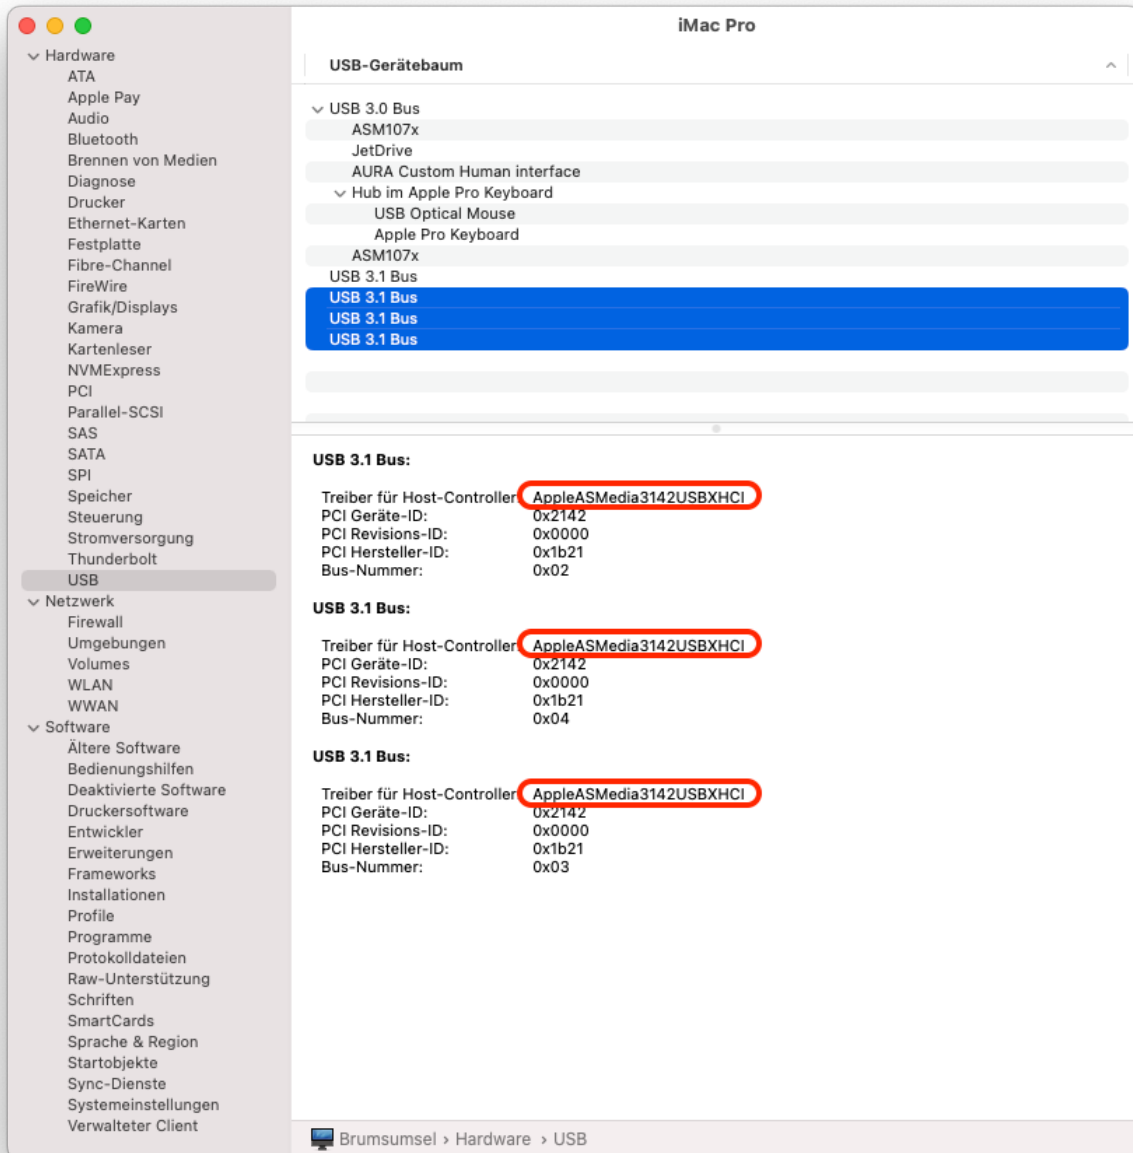 iMac Pro
Hardware
ATA
Apple Pay
Audio
Bluetooth
Brennen von Medien
Diagnose
Drucker
Ethernet-Karten
Festplatte
Fibre-Channel
FireWire
Grafik/Displays
Kamera
Kartenleser
NVMExpress
PCI
Parallel-SCSI
SAS
SATA
SPI
Speicher
Steuerung
Stromversorgung
Thunderbolt
USB
Netzwerk
Firewall
Umgebungen
Volumes
WLAN
WWAN
Software
Ältere Software
Bedienungshilfen
Deaktivierte Software
Druckersoftware
Entwickler
Erweiterungen
Frameworks
Installationen
Profile
Programme
Protokolldateien
Raw-Unterstützung
Schriften
SmartCards
Sprache & Region
Startobjekte
Sync-Dienste
Systemeinstellungen
Verwalteter Client
USB-Gerätebaum
USB 3.0 Bus
ASM107x
JetDrive
AURA Custom Human interface
Hub im Apple Pro Keyboard
USB Optical Mouse
Apple Pro Keyboard
ASM107x
USB 3.1 Bus
USB 3.1 Bus
USB 3.1 Bus
USB 3.1 Bus
USB 3.1 Bus:
Treiber für Host-Controller AppleASMedia3142USBXHCI
PCI Geräte-ID: 0x2142
PCI Revisions-ID: 0x0000
PCI Hersteller-ID: 0x1b21
Bus-Nummer: 0x02
USB 3.1 Bus:
Treiber für Host-Controller AppleASMedia3142USBXHCI
PCI Geräte-ID: 0x2142
PCI Revisions-ID: 0x0000
PCI Hersteller-ID: 0x1b21
Bus-Nummer: 0x04
USB 3.1 Bus:
Treiber für Host-Controller AppleASMedia3142USBXHCI
PCI Geräte-ID: 0x2142
PCI Revisions-ID: 0x0000
PCI Hersteller-ID: 0x1b21
Bus-Nummer: 0x03
Brumsumsel › Hardware › USB